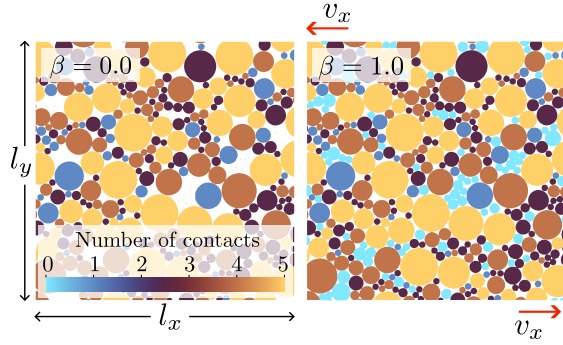 v_x
β = 0.0
β = 1.0
l_y
Number of contacts
0 1 2 3 4 5
l_x
v_x